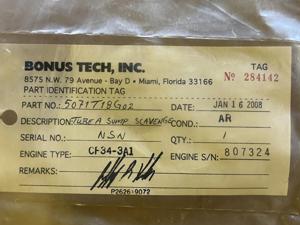 BONUS TECH, INC. TAG
8575 N.W. 79 Avenue - Bay D • Miami, Florida 33166 Nº 284142
PART IDENTIFICATION TAG
PART NO.: 5071T18G02 DATE: JAN 16 2008
DESCRIPTION: TUBE A SUMP SCAVENGE COND.: AR
SERIAL NO.: NSN QTY.: 1
ENGINE TYPE: CF34-3A1 ENGINE S/N: 807324
REMARKS:
P262619072